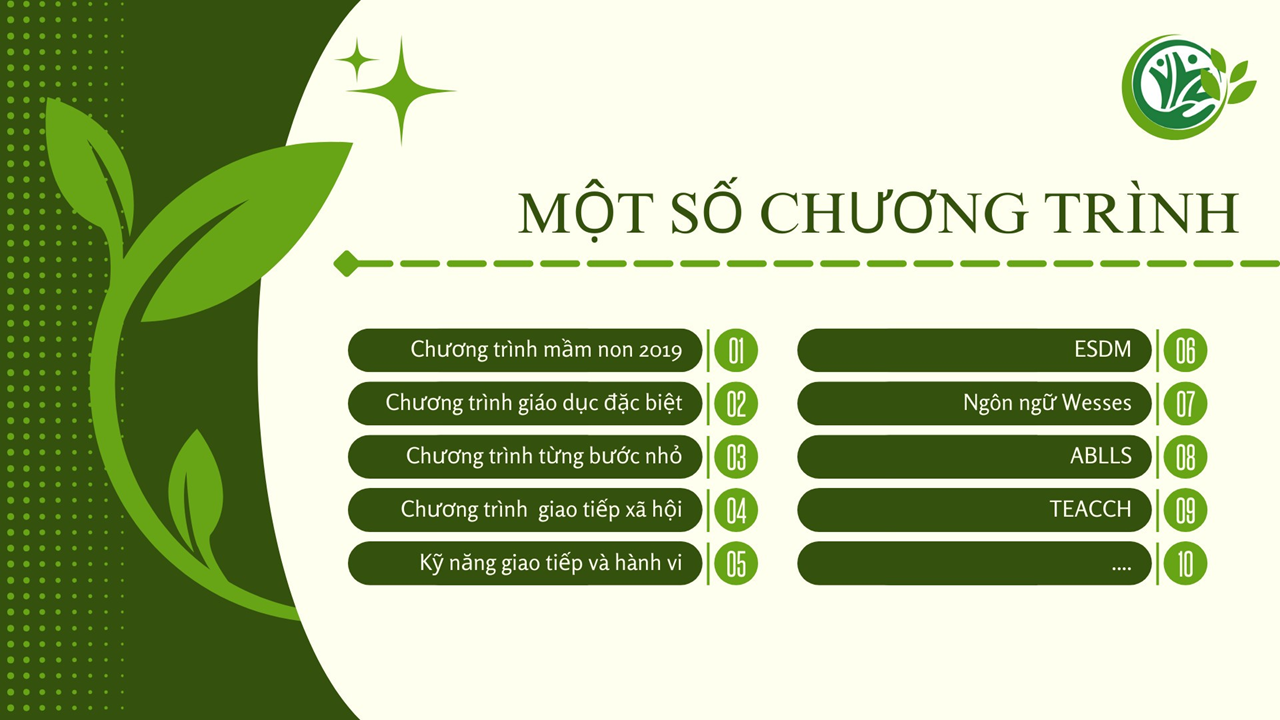 MỘT SỐ CHƯƠNG TRÌNH
Chương trình mầm non 2019 01
Chương trình giáo dục đặc biệt 02
Chương trình từng bước nhỏ 03
Chương trình giao tiếp xã hội 04
Kỹ năng giao tiếp và hành vi 05
ESDM 06
Ngôn ngữ Wesses 07
ABLLS 08
TEACCH 09
.... 10